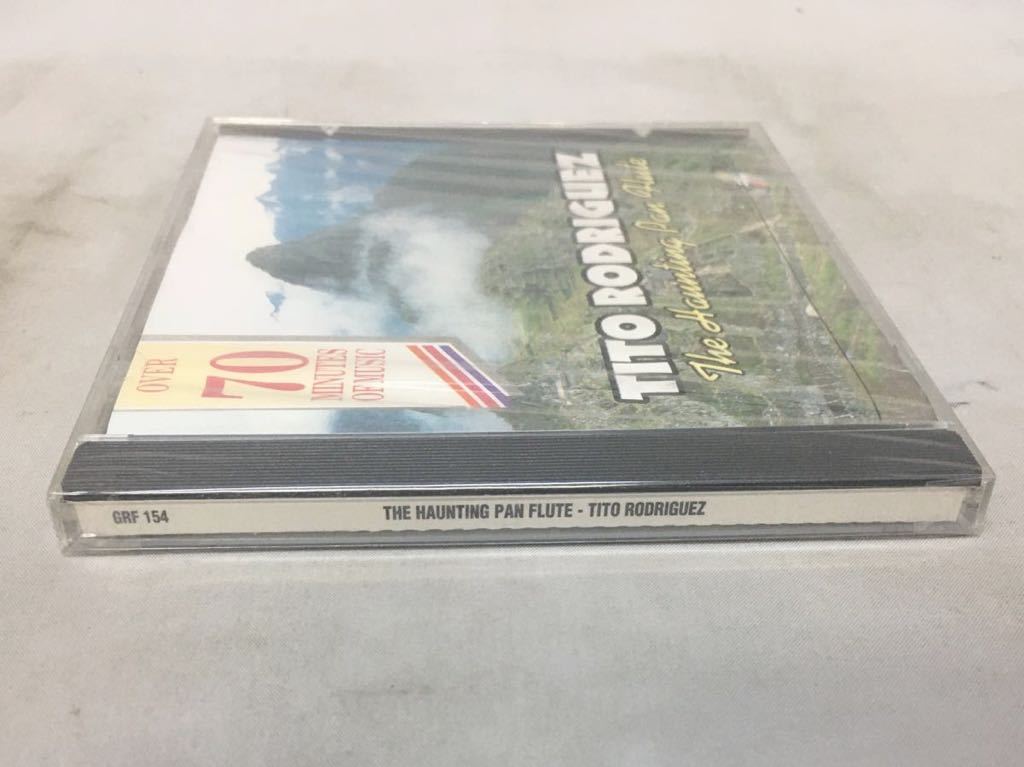 TITO RODRIGUEZ
The Haunting Pan Flute
OVER
70
MINUTES
OF MUSIC
GRF 154
THE HAUNTING PAN FLUTE - TITO RODRIGUEZ